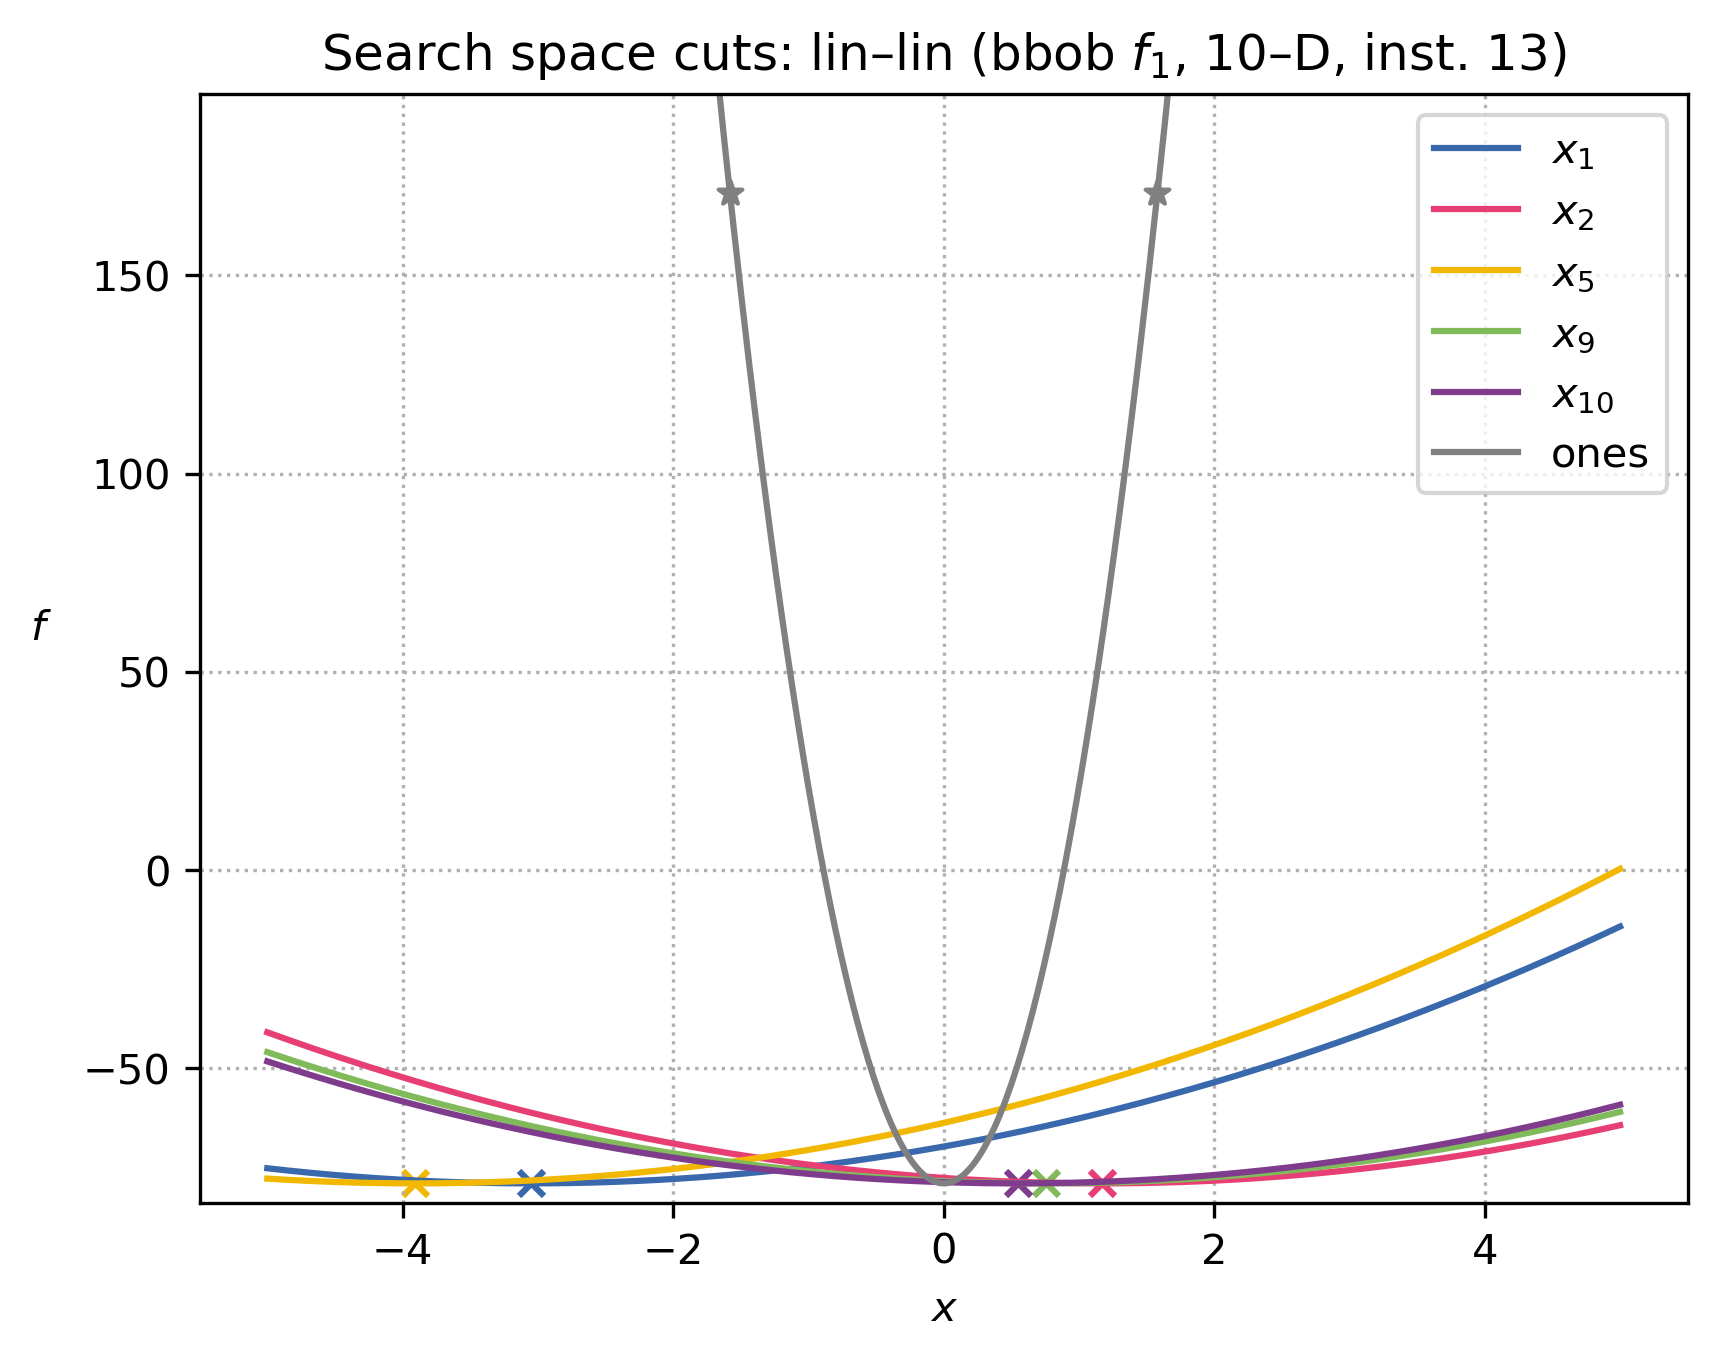 Search space cuts: lin–lin (bbob f₁, 10–D, inst. 13)
x₁
x₂
x₅
x₉
x₁₀
ones
150
100
50
0
−50
f
−4
−2
0
2
4
x